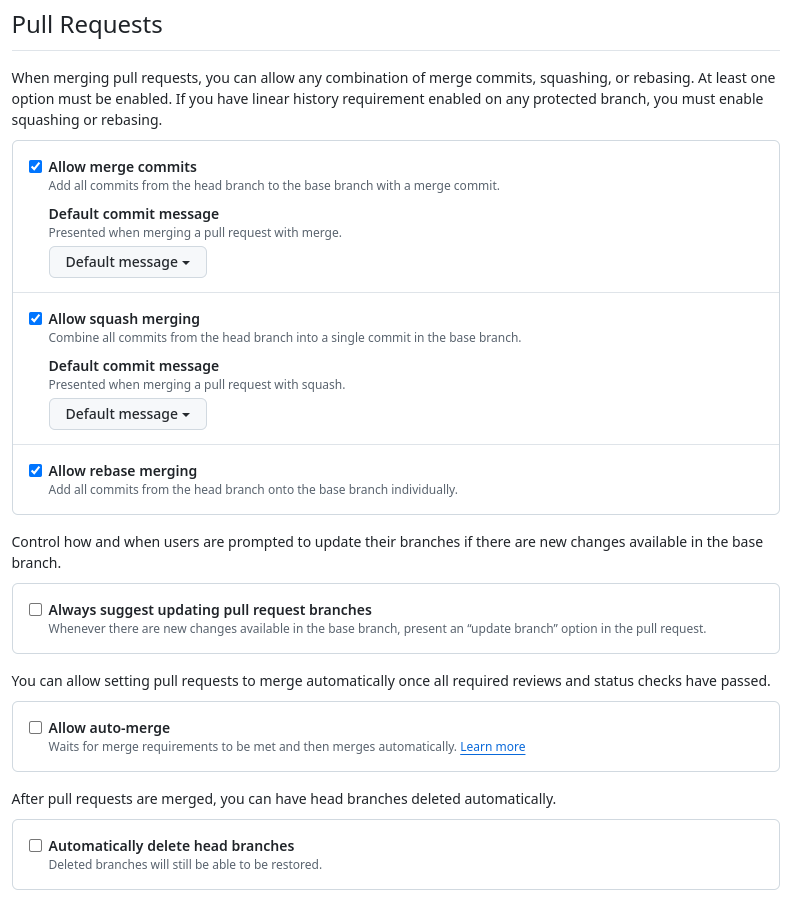 Pull Requests
When merging pull requests, you can allow any combination of merge commits, squashing, or rebasing. At least one
option must be enabled. If you have linear history requirement enabled on any protected branch, you must enable
squashing or rebasing.
Allow merge commits
Add all commits from the head branch to the base branch with a merge commit.
Default commit message
Presented when merging a pull request with merge.
Default message
Allow squash merging
Combine all commits from the head branch into a single commit in the base branch.
Default commit message
Presented when merging a pull request with squash.
Default message
Allow rebase merging
Add all commits from the head branch onto the base branch individually.
Control how and when users are prompted to update their branches if there are new changes available in the base
branch.
Always suggest updating pull request branches
Whenever there are new changes available in the base branch, present an “update branch” option in the pull request.
You can allow setting pull requests to merge automatically once all required reviews and status checks have passed.
Allow auto-merge
Waits for merge requirements to be met and then merges automatically. Learn more
After pull requests are merged, you can have head branches deleted automatically.
Automatically delete head branches
Deleted branches will still be able to be restored.